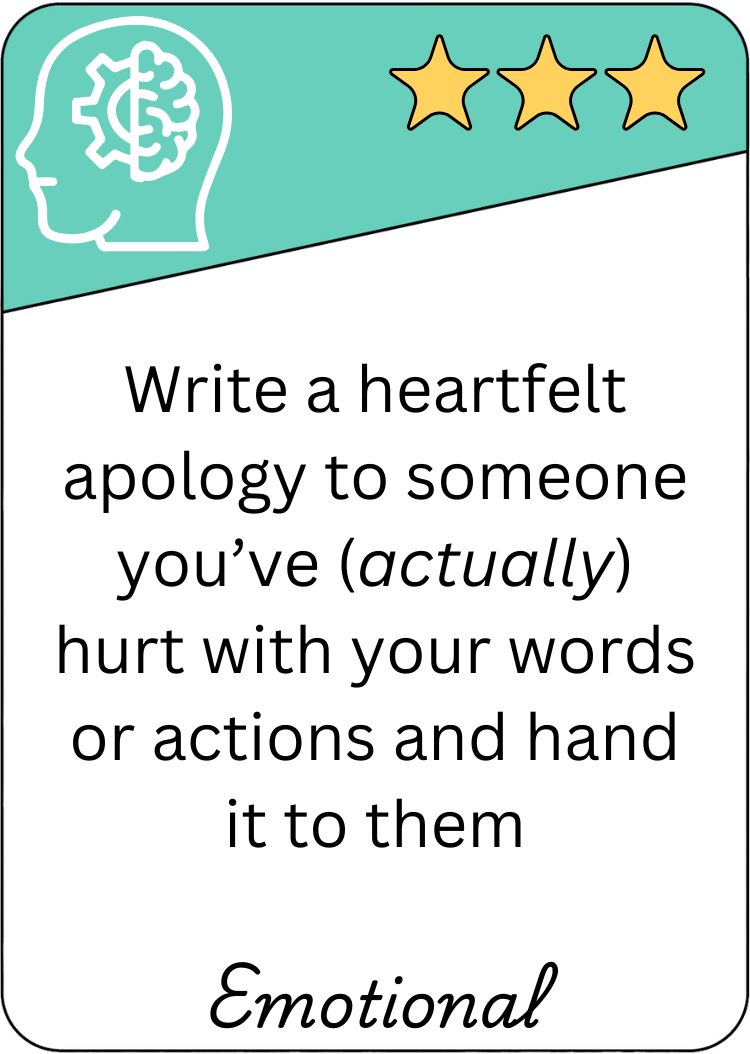 Write a heartfelt
apology to someone
you’ve (actually)
hurt with your words
or actions and hand
it to them
Emotional